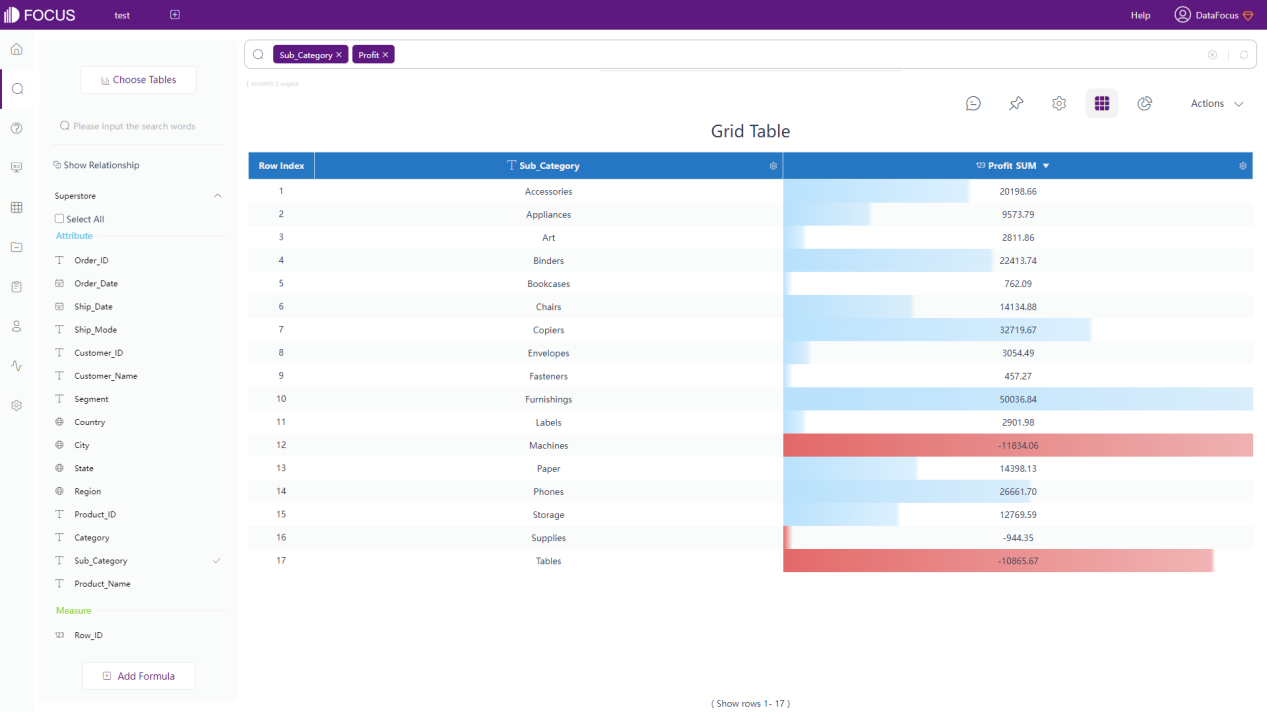 FOCUS
test
Help
DataFocus
Choose Tables
Please input the search words
Show Relationship
Superstore
Select All
Attribute
Order_ID
Order_Date
Ship_Date
Ship_Mode
Customer_ID
Customer_Name
Segment
Country
City
State
Region
Product_ID
Category
Sub_Category
Product_Name
Measure
123 Row_ID
Add Formula
Sub_Category × Profit ×
Actions
Grid Table
Row Index Sub_Category 123 Profit SUM
1 Accessories 20198.66
2 Appliances 9573.79
3 Art 2811.86
4 Binders 22413.74
5 Bookcases 762.09
6 Chairs 14134.88
7 Copiers 32719.67
8 Envelopes 3054.49
9 Fasteners 457.27
10 Furnishings 50036.84
11 Labels 2901.98
12 Machines -11834.06
13 Paper 14398.13
14 Phones 26661.70
15 Storage 12769.59
16 Supplies -944.35
17 Tables -10865.67
( Show rows 1- 17 )